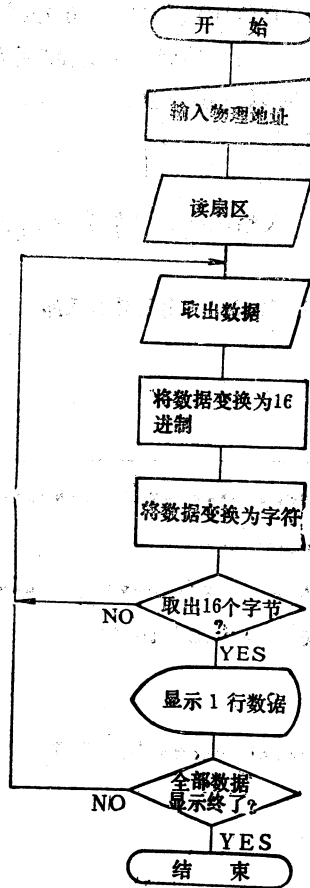 开 始
输入物理地址
读扇区
取出数据
将数据变换为16
进制
将数据变换为字符
取出16个字节
?
NO
YES
显示1行数据
全部数据
显示终了?
NO
YES
结 束